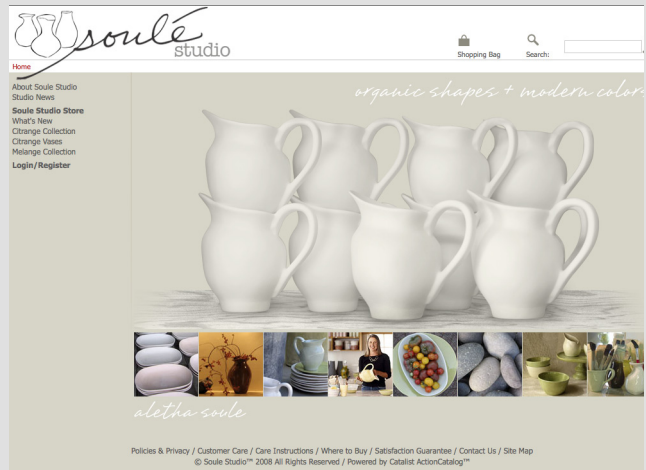 soulé
studio
Shopping Bag
Search:
Home
About Soule Studio
Studio News
Soule Studio Store
What's New
Citrange Collection
Citrange Vases
Melange Collection
Login/Register
organic shapes + modern colors
aletha soule
Policies & Privacy / Customer Care / Care Instructions / Where to Buy / Satisfaction Guarantee / Contact Us / Site Map
© Soule Studio™ 2008 All Rights Reserved / Powered by Catalist ActionCatalog™